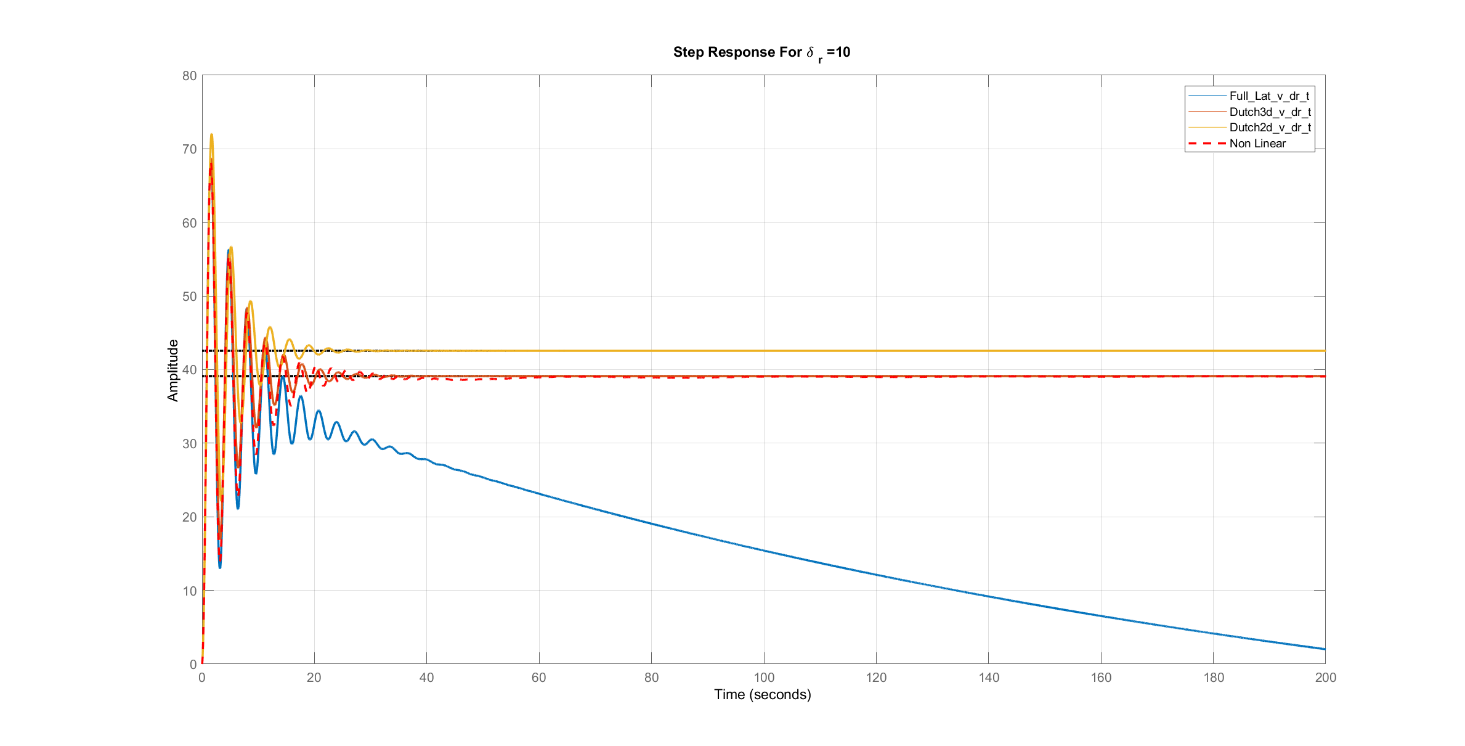 Step Response For δ r =10
80
70
60
50
40
30
20
10
0
Amplitude
0 20 40 60 80 100 120 140 160 180 200
Time (seconds)
Full_Lat_v_dr_t
Dutch3d_v_dr_t
Dutch2d_v_dr_t
Non Linear